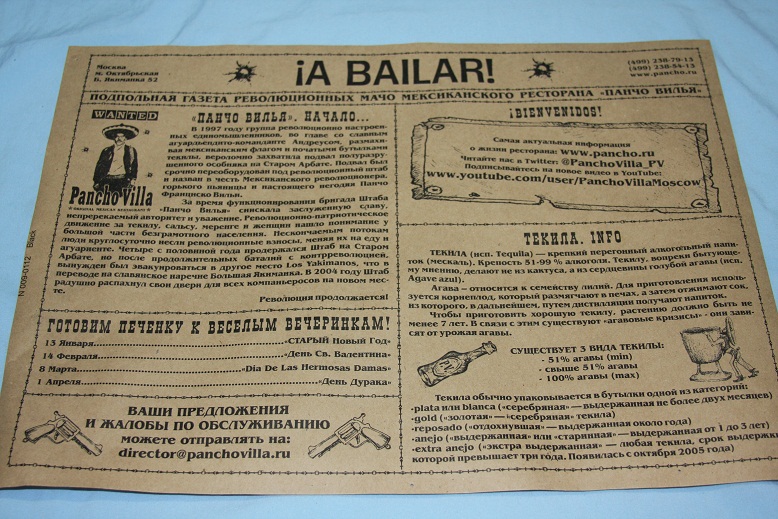 Москва
м. Октябрьская
Б. Якиманка 52
¡A BAILAR!
(499) 238-79-13
(499) 238-54-13
www.pancho.ru
ПОДПОЛЬНАЯ ГАЗЕТА РЕВОЛЮЦИОННЫХ МАЧО МЕКСИКАНСКОГО РЕСТОРАНА «ПАНЧО ВИЛЬЯ»
WANTED
Pancho Villa
«ПАНЧО ВИЛЬЯ». НАЧАЛО...
В 1997 году группа революционно настроен-
ных единомышленников, во главе со славным
агуардьендито-команданте Андреусом, размахи-
вая мексиканским флагом и початыми бутылками
текилы, вероломно захватила подвал полуразру-
шенного особняка на Старом Арбате. Подвал был
срочно переоборудован под революционный штаб
и назван в честь Мексиканского революционера,
горького пьяницы и настоящего негодяя Панчо
Франциско Вилья.
За время функционирования бригада Штаба
«Панчо Вилья» снискала заслуженную славу,
непререкаемый авторитет и уважение. Революционно-патриотическое
движение за текилу, сальсу, меренге и женщин нашло понимание у
большой части безграмотного населения. Нескончаемым потокам
люди круглосуточно несли революционные взносы, меняя их на еду и
агуардиенте. Четыре с половиной года продержался Штаб на Старом
Арбате, но после продолжительных баталий с контрреволюцией,
вынужден был эвакуироваться в другое место Los Yakimanos, что в
переводе на славянское наречие Большая Якиманка. В 2004 году Штаб
радушно распахнул свои двери для всех компаньеросов на новом мес-
те.
Революция продолжается!
ГОТОВИМ ПЕЧЕНКУ К ВЕСЕЛЫМ ВЕЧЕРИНКАМ!
13 Января...«СТАРЫЙ Новый Год»
14 Февраля...«День Св. Валентина»
8 Марта...«Dia De Las Hermosas Damas»
1 Апреля...«День Дурака»
ВАШИ ПРЕДЛОЖЕНИЯ
И ЖАЛОБЫ ПО ОБСЛУЖИВАНИЮ
можете отправлять на:
director@panchovilla.ru
¡BIENVENIDOS!
Самая актуальная информация
о жизни ресторана: www.pancho.ru
Читайте нас в Twitter: @PanchoVilla_PV
Подписывайтесь на новое видео в YouTube:
www.youtube.com/user/PanchoVillaMoscow
ТЕКИЛА. INFO
ТЕКИЛА (исп. Tequila) — крепкий перегонный алкогольный напи-
ток (мескаль). Крепость 51-99 % алкоголя. Текилу, вопреки бытующе-
му мнению, делают не из кактуса, а из сердцевины голубой агавы (исп.
Agave azul).
Агава – относится к семейству лилий. Для приготовления исполь-
зуется корнеплод, который размягчают в печах, а затем отжимают сок,
из которого, в дальнейшем, путем дистилляции получают напиток.
Чтобы приготовить хорошую текилу, растению должно быть не
менее 7 лет. В связи с этим существуют «агавовые кризисы» - они зави-
сят от урожая агавы.
СУЩЕСТВУЕТ 3 ВИДА ТЕКИЛЫ:
- 51% агавы (min)
- свыше 51% агавы
- 100% агавы (max)
Текила обычно упаковывается в бутылки одной из категорий:
-plata или blanca («серебряная» — выдержанная не более двух месяцев)
-gold («золотая» — «серебряная» текила)
-reposado («отдохнувшая» — выдержанная около года)
-anejo («выдержанная» или «старинная» — выдержанная от 1 до 3 лет)
-extra anejo («экстра выдержанная» — любая текила, срок выдержки
которой превышает три года. Появилась с октября 2005 года)